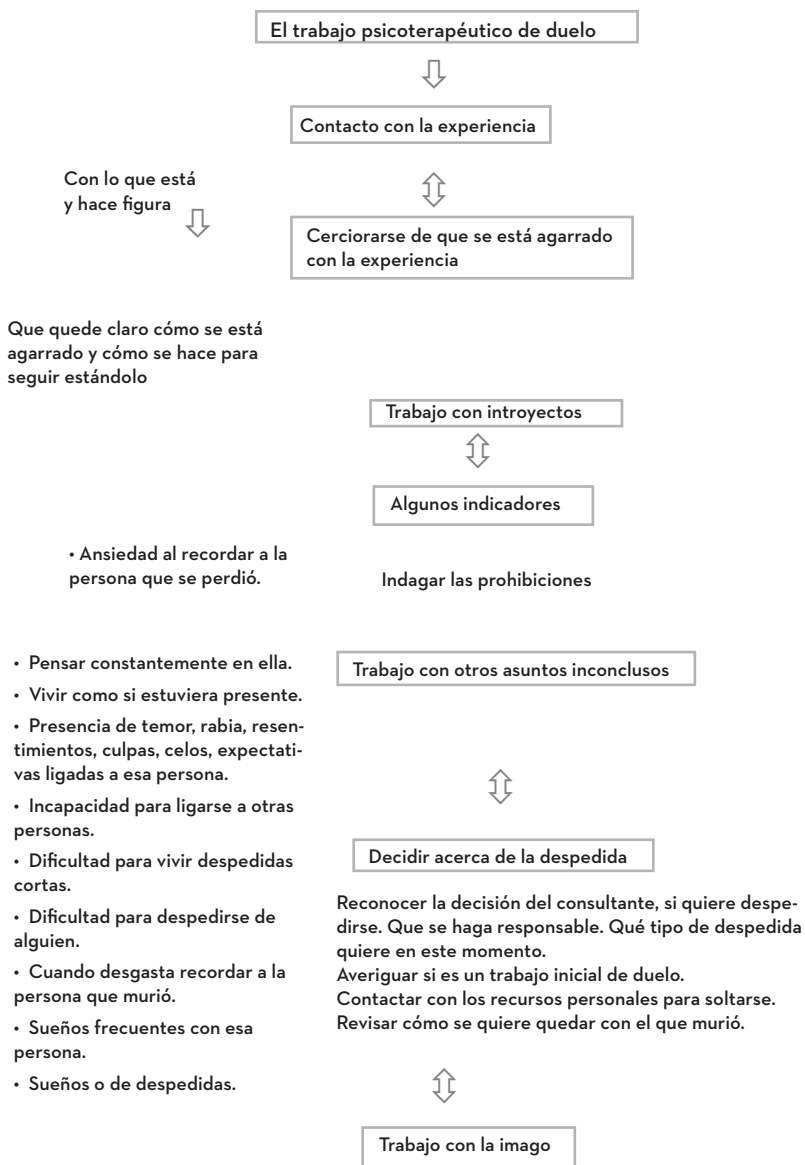 El trabajo psicoterapéutico de duelo
Contacto con la experiencia
Con lo que está
y hace figura
Cerciorarse de que se está agarrado
con la experiencia
Que quede claro cómo se está
agarrado y cómo se hace para
seguir estándolo
Trabajo con introyectos
Algunos indicadores
• Ansiedad al recordar a la
persona que se perdió.
Indagar las prohibiciones
• Pensar constantemente en ella.
• Vivir como si estuviera presente.
• Presencia de temor, rabia, resen-
timientos, culpas, celos, expectati-
vas ligadas a esa persona.
• Incapacidad para ligarse a otras
personas.
• Dificultad para vivir despedidas
cortas.
• Dificultad para despedirse de
alguien.
• Cuando desgasta recordar a la
persona que murió.
• Sueños frecuentes con esa
persona.
• Sueños o de despedidas.
Trabajo con otros asuntos inconclusos
Decidir acerca de la despedida
Reconocer la decisión del consultante, si quiere despe-
dirse. Que se haga responsable. Qué tipo de despedida
quiere en este momento.
Averiguar si es un trabajo inicial de duelo.
Contactar con los recursos personales para soltarse.
Revisar cómo se quiere quedar con el que murió.
Trabajo con la imago